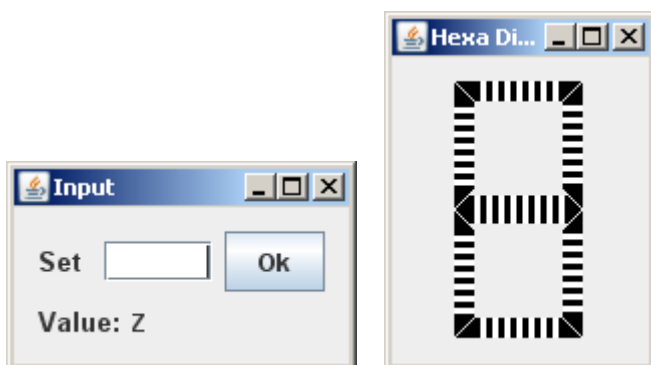 Hexa Di...
Input
Set
Ok
Value: Z